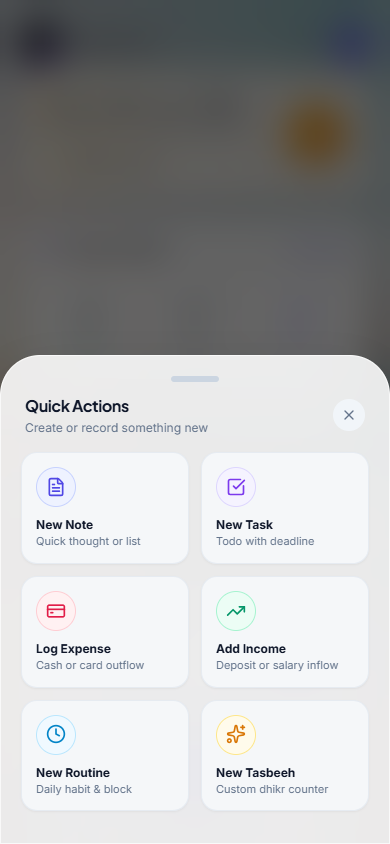 Quick Actions
Create or record something new
New Note
Quick thought or list
New Task
Todo with deadline
Log Expense
Cash or card outflow
Add Income
Deposit or salary inflow
New Routine
Daily habit & block
New Tasbeeh
Custom dhikr counter